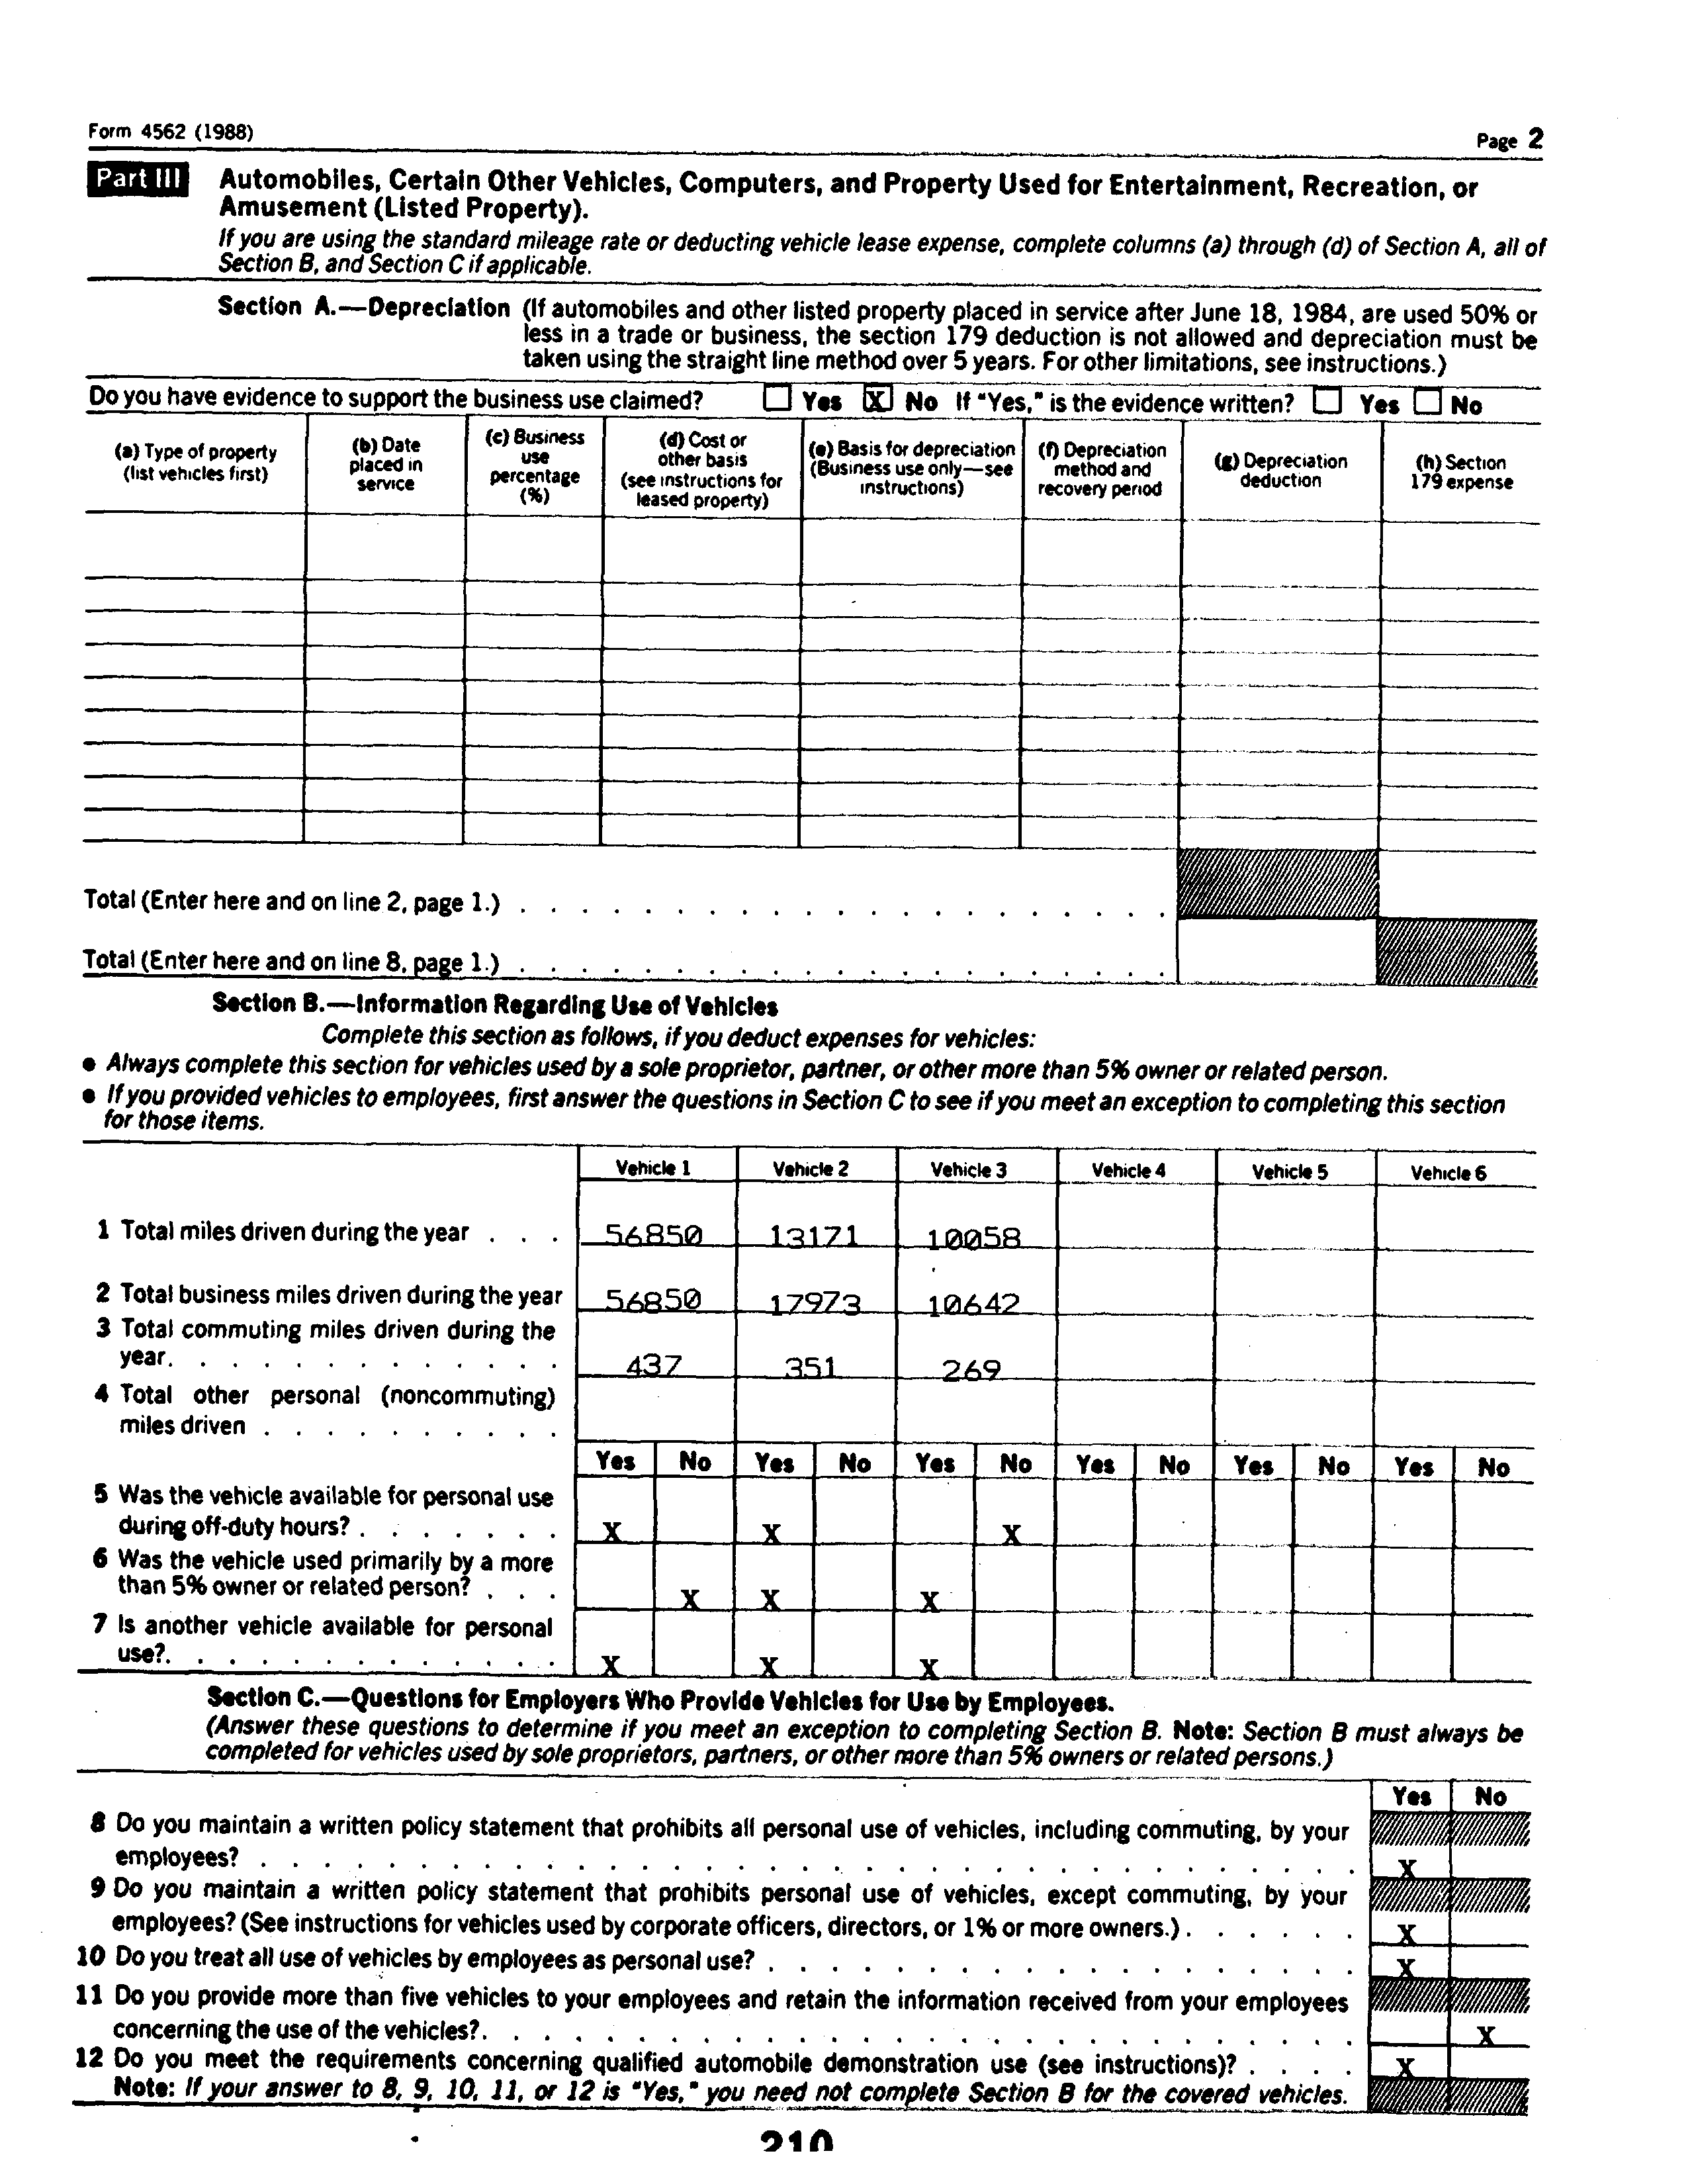 Form 4562 (1988)
Page 2
Part III Automobiles, Certain Other Vehicles, Computers, and Property Used for Entertainment, Recreation, or
Amusement (Listed Property).
If you are using the standard mileage rate or deducting vehicle lease expense, complete columns (a) through (d) of Section A, all of
Section B, and Section C if applicable.
Section A.—Depreciation (If automobiles and other listed property placed in service after June 18, 1984, are used 50% or
less in a trade or business, the section 179 deduction is not allowed and depreciation must be
taken using the straight line method over 5 years. For other limitations, see instructions.)
Do you have evidence to support the business use claimed? Yes X No If "Yes," is the evidence written? Yes No
(a) Type of property
(list vehicles first)
(b) Date
placed in
service
(c) Business
use
percentage
(%)
(d) Cost or
other basis
(see instructions for
leased property)
(e) Basis for depreciation
(Business use only—see
instructions)
(f) Depreciation
method and
recovery period
(g) Depreciation
deduction
(h) Section
179 expense
Total (Enter here and on line 2, page 1.) . . . . . . . . . . . . . . . . . . . . .
Total (Enter here and on line 8, page 1.) . . . . . . . . . . . . . . . . . . . . .
Section B.—Information Regarding Use of Vehicles
Complete this section as follows, if you deduct expenses for vehicles:
● Always complete this section for vehicles used by a sole proprietor, partner, or other more than 5% owner or related person.
● If you provided vehicles to employees, first answer the questions in Section C to see if you meet an exception to completing this section
for those items.
Vehicle 1 Vehicle 2 Vehicle 3 Vehicle 4 Vehicle 5 Vehicle 6
1 Total miles driven during the year . . . 56850 13171 10058
2 Total business miles driven during the year 56850 17973 10642
3 Total commuting miles driven during the
year. . . . . . . . . . . . . 437 351 269
4 Total other personal (noncommuting)
miles driven . . . . . . . . . .
Yes No Yes No Yes No Yes No Yes No Yes No
5 Was the vehicle available for personal use
during off-duty hours? . . . . . . . X X X
6 Was the vehicle used primarily by a more
than 5% owner or related person? . . . X X X
7 Is another vehicle available for personal
use?. . . . . . . . . . . . . X X X
Section C.—Questions for Employers Who Provide Vehicles for Use by Employees.
(Answer these questions to determine if you meet an exception to completing Section B. Note: Section B must always be
completed for vehicles used by sole proprietors, partners, or other more than 5% owners or related persons.)
Yes No
8 Do you maintain a written policy statement that prohibits all personal use of vehicles, including commuting, by your
employees? . . . . . . . . . . . . . . . . . . . . . . . . . . . . . . . . . . . X
9 Do you maintain a written policy statement that prohibits personal use of vehicles, except commuting, by your
employees? (See instructions for vehicles used by corporate officers, directors, or 1% or more owners.) . . . . . . X
10 Do you treat all use of vehicles by employees as personal use? . . . . . . . . . . . . . . . . . . . X
11 Do you provide more than five vehicles to your employees and retain the information received from your employees
concerning the use of the vehicles?. . . . . . . . . . . . . . . . . . . . . . . . . . . . X
12 Do you meet the requirements concerning qualified automobile demonstration use (see instructions)? . . . . X
Note: If your answer to 8, 9, 10, 11, or 12 is "Yes," you need not complete Section B for the covered vehicles.
210